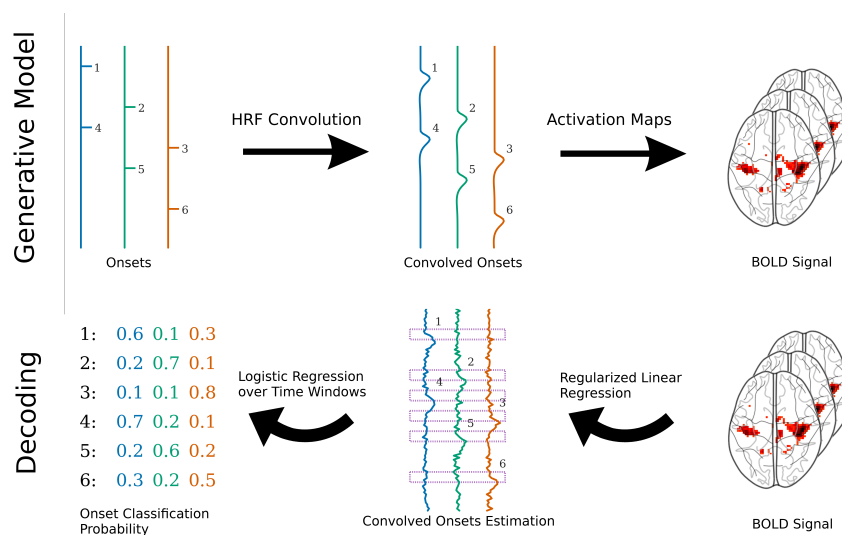 Generative Model
1
4
2
5
3
6
Onsets
HRF Convolution
1
4
2
5
3
6
Convolved Onsets
Activation Maps
BOLD Signal
Decoding
1: 0.6 0.1 0.3
2: 0.2 0.7 0.1
3: 0.1 0.1 0.8
4: 0.7 0.2 0.1
5: 0.2 0.6 0.2
6: 0.3 0.2 0.5
Onset Classification
Probability
Logistic Regression
over Time Windows
1
2
4
3
5
6
Convolved Onsets Estimation
Regularized Linear
Regression
BOLD Signal